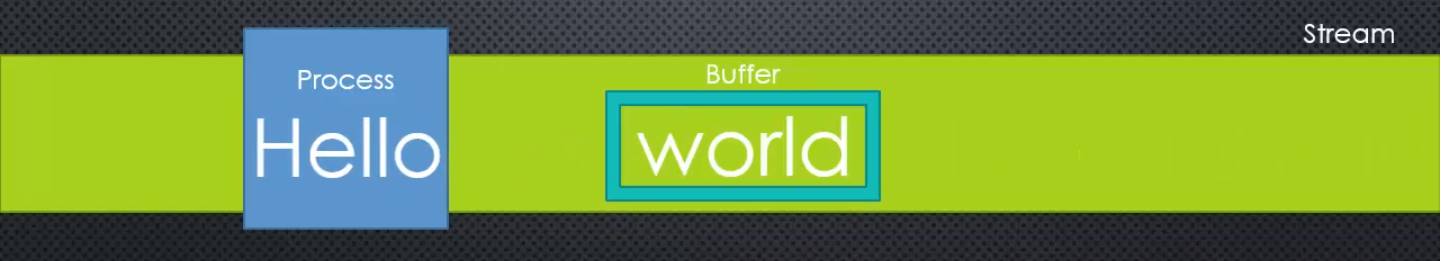 Stream
Process
Hello
Buffer
world